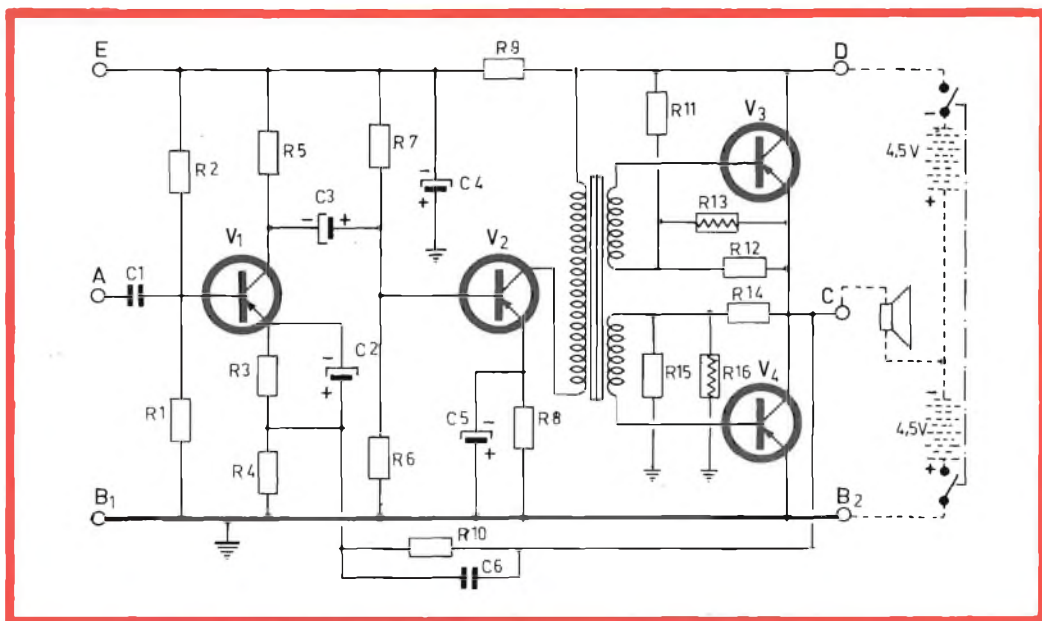 E
R9
D
R11
V3
R7
R5
R2
C4
4,5V
C3
R13
V1
V2
R12
A
C1
R14
C
C2
R3
R15
R16
V4
R1
C5
R8
4,5V
R4
R6
B1
B2
R10
C6
- + - + - + - + - + - +